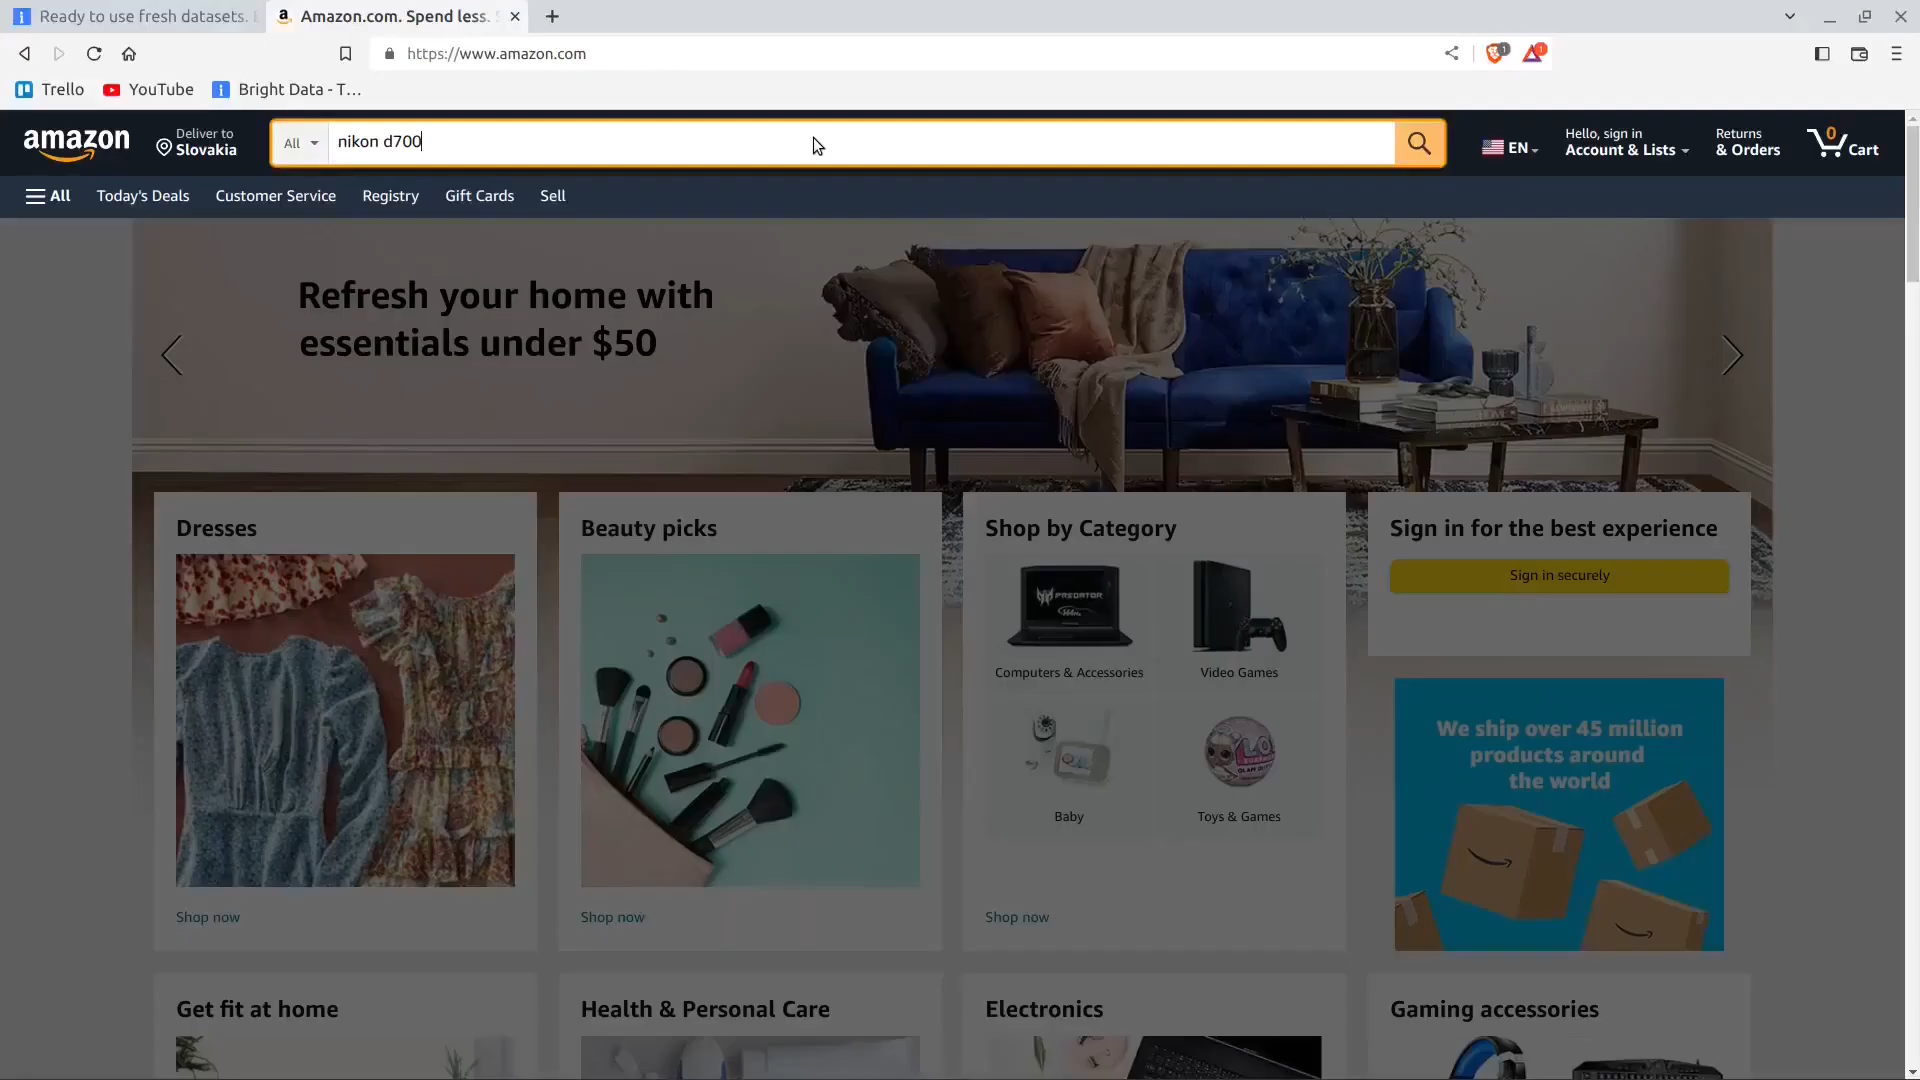 Ready to use fresh datasets.
Amazon.com. Spend less.
https://www.amazon.com
1
1
Trello
YouTube
Bright Data - T…
amazon
Deliver to
Slovakia
All
nikon d700
EN
Hello, sign in
Account & Lists
Returns
& Orders
0
Cart
All
Today's Deals
Customer Service
Registry
Gift Cards
Sell
Refresh your home with
essentials under $50
Dresses
Shop now
Beauty picks
Shop now
Shop by Category
PREDATOR
Computers & Accessories
Video Games
Baby
Toys & Games
Shop now
Sign in for the best experience
Sign in securely
We ship over 45 million
products around
the world
Get fit at home
Health & Personal Care
Electronics
Gaming accessories